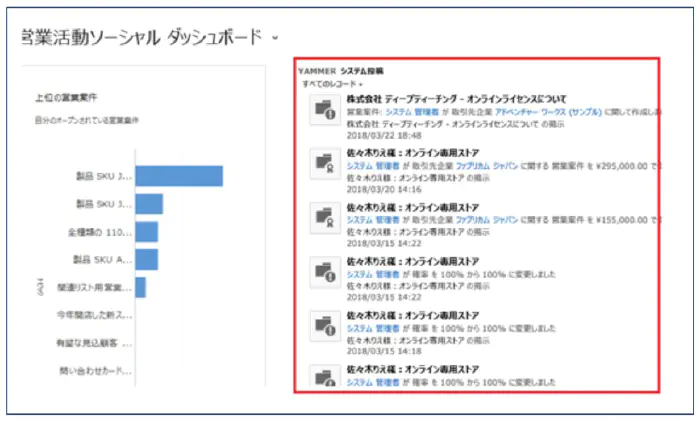 営業活動ソーシャル ダッシュボード
上位の営業案件
自分のオープンされている営業案件
製品 SKU J...
製品 SKU J...
全種類の 110...
製品 SKU A...
関連リスト用営業...
今年開店した新ス...
有望な見込顧客 ...
問い合わせカード...
YAMMER システム投稿
すべてのレコード
株式会社 ディープティーチング - オンラインライセンスについて
営業案件: システム 管理者 が 取引先企業 アドベンチャー ワークス (サンプル) に関して作成しま
株式会社 ディープティーチング - オンラインライセンスについて の掲示
2018/03/22 18:48
佐々木りえ様：オンライン専用ストア
システム 管理者 が 取引先企業 ファブリカム ジャパン に関する 営業案件 を ¥295,000.00 で
佐々木りえ様：オンライン専用ストア の掲示
2018/03/20 14:16
佐々木りえ様：オンライン専用ストア
システム 管理者 が 取引先企業 ファブリカム ジャパン に関する 営業案件 を ¥155,000.00 で
佐々木りえ様：オンライン専用ストア の掲示
2018/03/15 14:22
佐々木りえ様：オンライン専用ストア
システム 管理者 が 確率 を 100% から 100% に変更しました
佐々木りえ様：オンライン専用ストア の掲示
2018/03/15 14:22
佐々木りえ様：オンライン専用ストア
システム 管理者 が 確率 を 100% から 100% に変更しました
佐々木りえ様：オンライン専用ストア の掲示
2018/03/15 14:18
佐々木りえ様：オンライン専用ストア
システム 管理者 が 確率 を 100% から 100% に変更しました